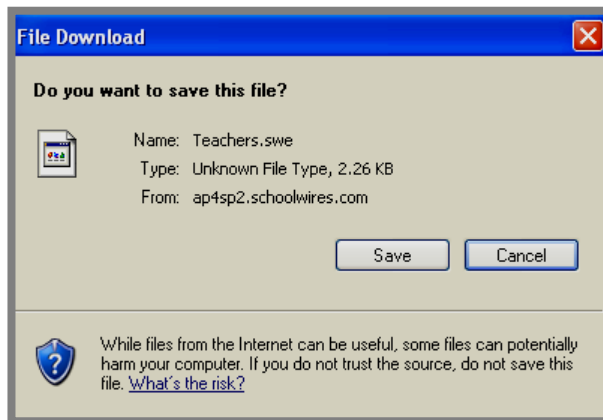 File Download
Do you want to save this file?
Name: Teachers.swe
Type: Unknown File Type, 2.26 KB
From: ap4sp2.schoolwires.com
Save Cancel
While files from the Internet can be useful, some files can potentially
harm your computer. If you do not trust the source, do not save this
file. What's the risk?